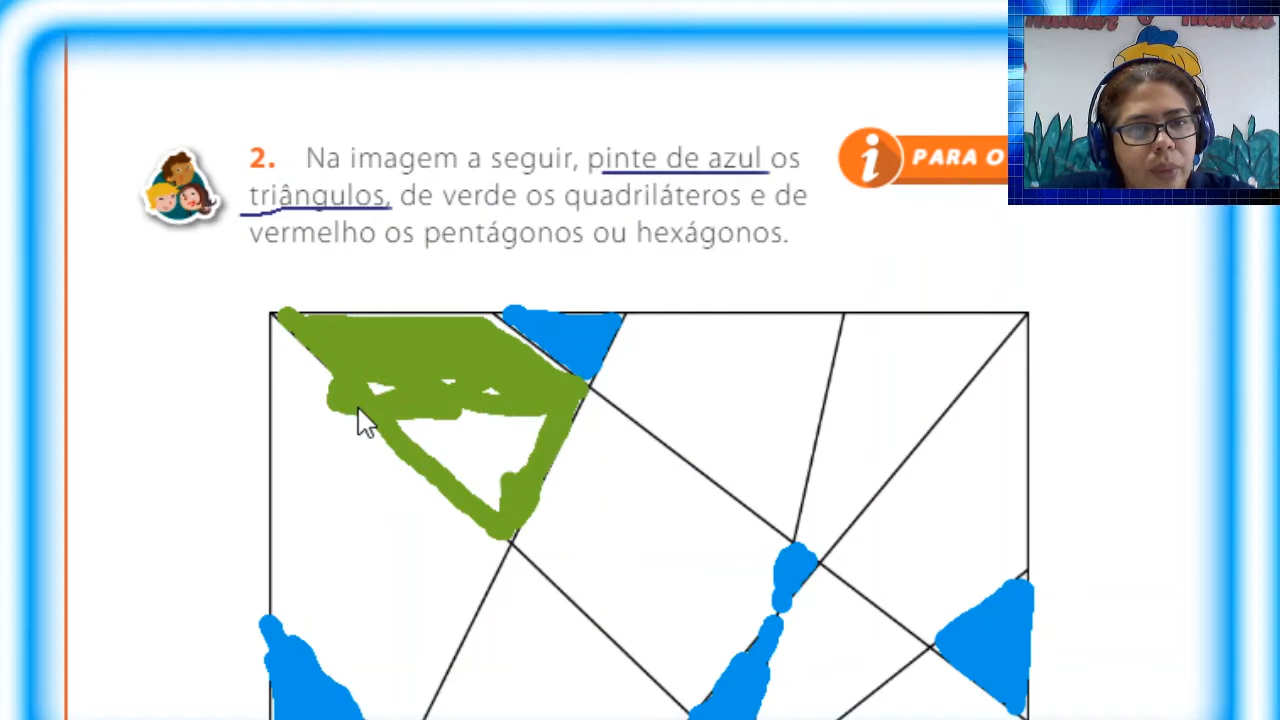 2. Na imagem a seguir, pinte de azul os
triângulos, de verde os quadriláteros e de
vermelho os pentágonos ou hexágonos.
i PARA O